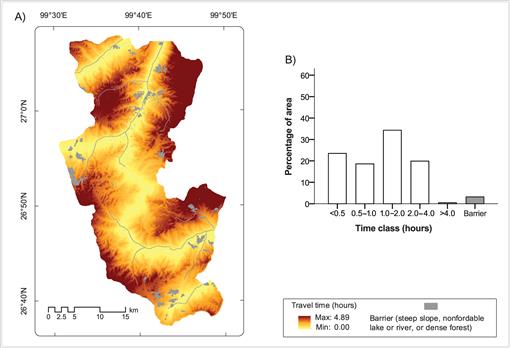 A)
99°30'E 99°40'E 99°50'E
27°0'N
26°50'N
26°40'N
0 2.5 5 10 15
km
B)
Percentage of area
60
50
40
30
20
10
0
<0.5 0.5–1.0 1.0–2.0 2.0–4.0 >4.0 Barrier
Time class (hours)
Travel time (hours)
Max: 4.89
Min: 0.00
Barrier (steep slope, nonfordable
lake or river, or dense forest)